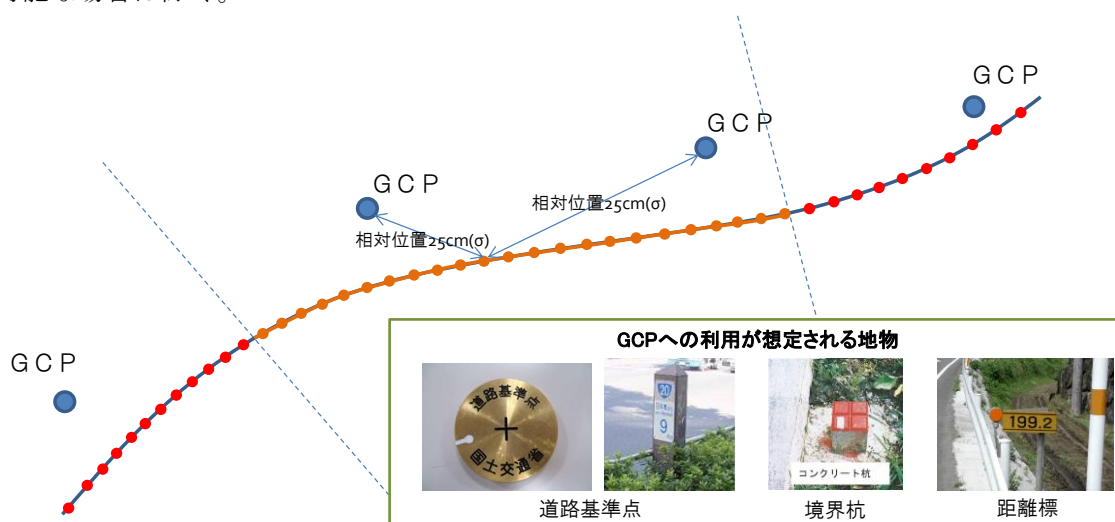 GCP
GCP
GCP
相対位置25cm(σ)
相対位置25cm(σ)
GCP
GCPへの利用が想定される地物
道路基準点
国土交通省
20
9
コンクリート杭
199.2
道路基準点
境界杭
距離標